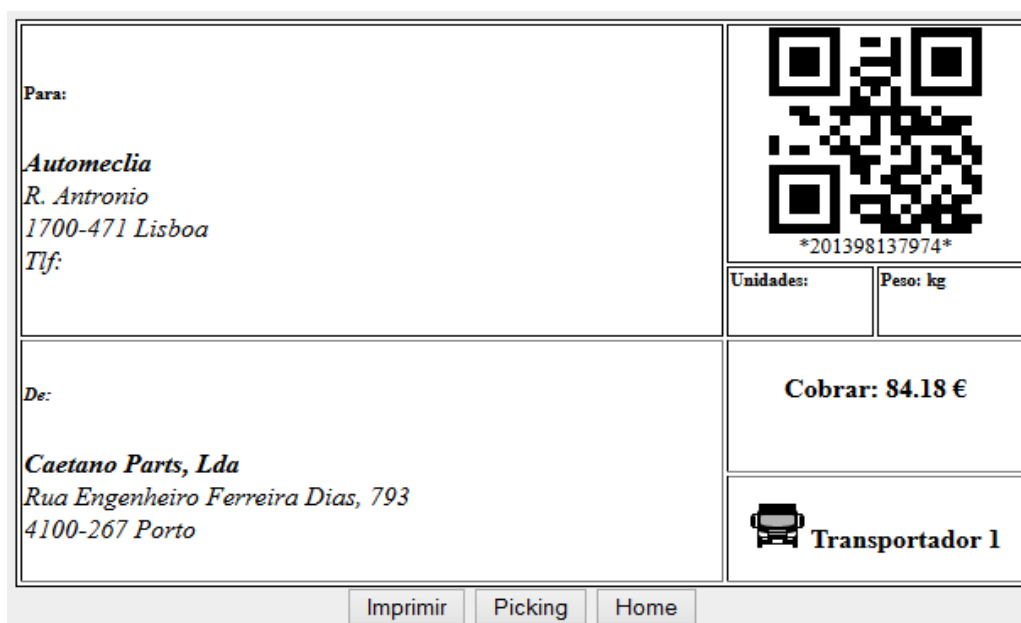 Para:
Automeclia
R. Antronio
1700-471 Lisboa
Tlf:
*201398137974*
Unidades:
Peso: kg
De:
Caetano Parts, Lda
Rua Engenheiro Ferreira Dias, 793
4100-267 Porto
Cobrar: 84.18 €
Transportador 1
Imprimir
Picking
Home